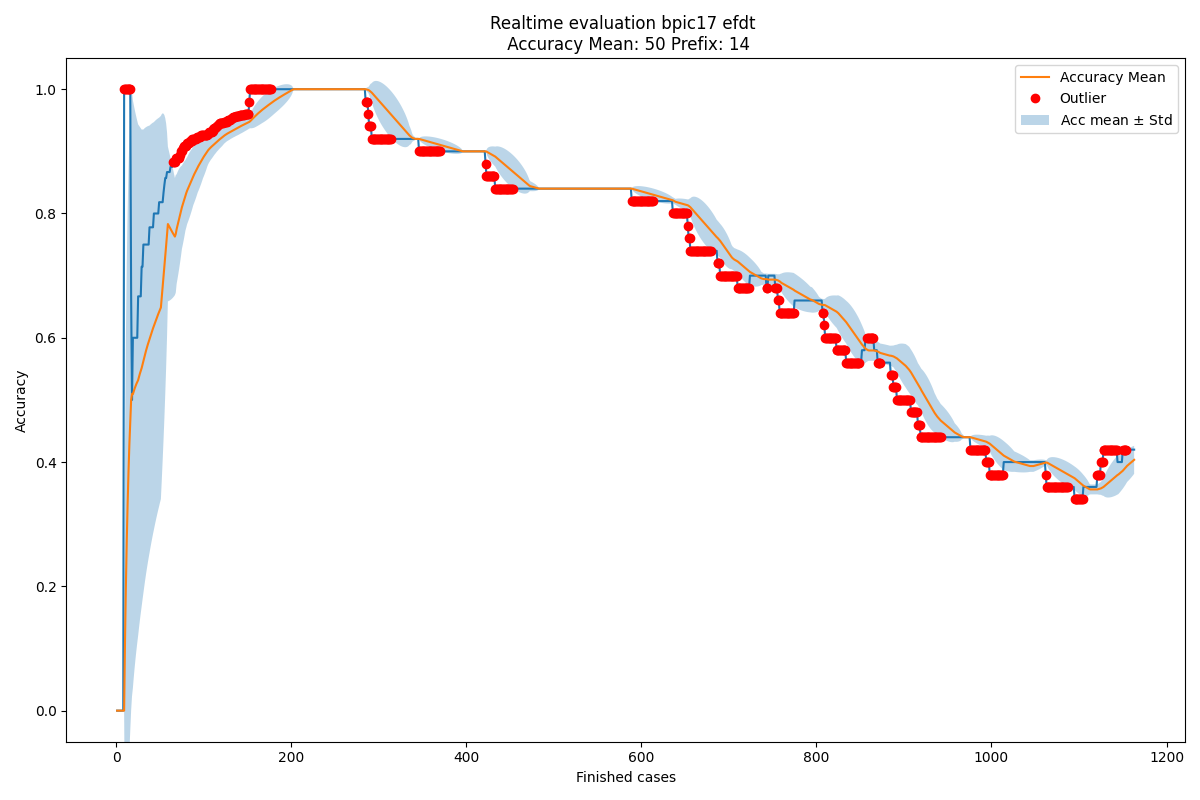 Realtime evaluation bpic17 efdt
Accuracy Mean: 50 Prefix: 14
Accuracy Mean
Outlier
Acc mean ± Std
Accuracy
1.0
0.8
0.6
0.4
0.2
0.0
0 200 400 600 800 1000 1200
Finished cases